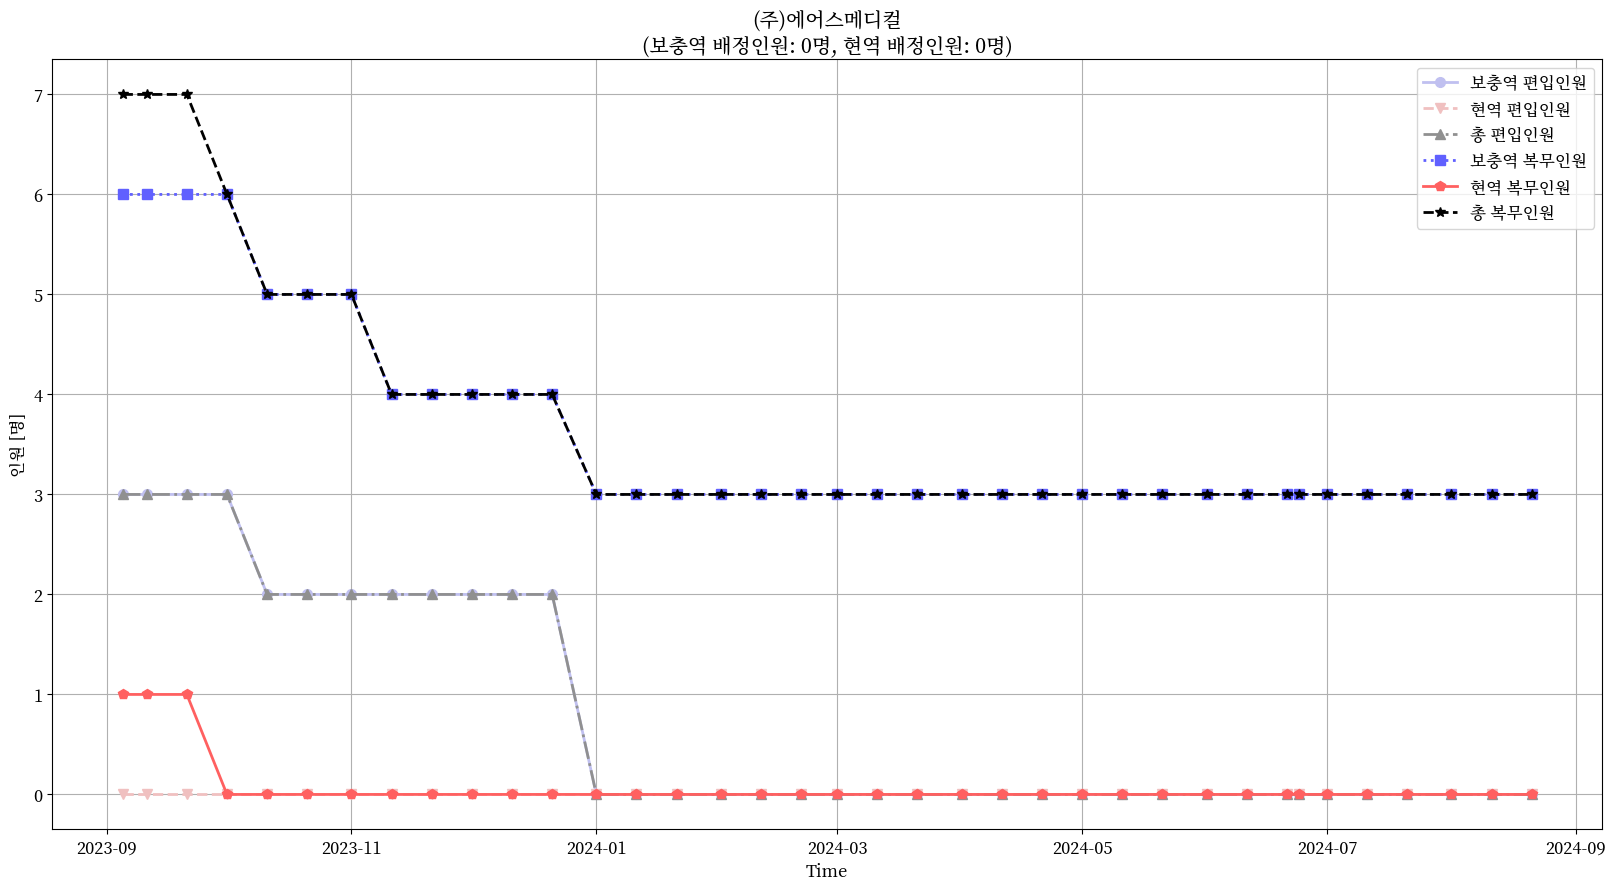 (주)에어스메디컬
(보충역 배정인원: 0명, 현역 배정인원: 0명)
보충역 편입인원
현역 편입인원
총 편입인원
보충역 복무인원
현역 복무인원
총 복무인원
인원 [명]
7
6
5
4
3
2
1
0
2023-09 2023-11 2024-01 2024-03 2024-05 2024-07 2024-09
Time